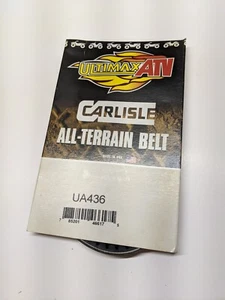 ULTIMAX ATV
CARLISLE
ALL-TERRAIN BELT
UA436